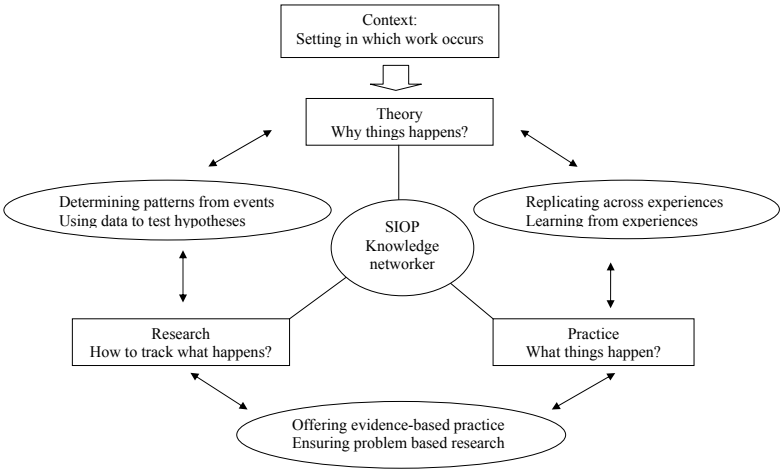 Context:
Setting in which work occurs
Theory
Why things happens?
Determining patterns from events
Using data to test hypotheses
Replicating across experiences
Learning from experiences
SIOP
Knowledge
networker
Research
How to track what happens?
Practice
What things happen?
Offering evidence-based practice
Ensuring problem based research